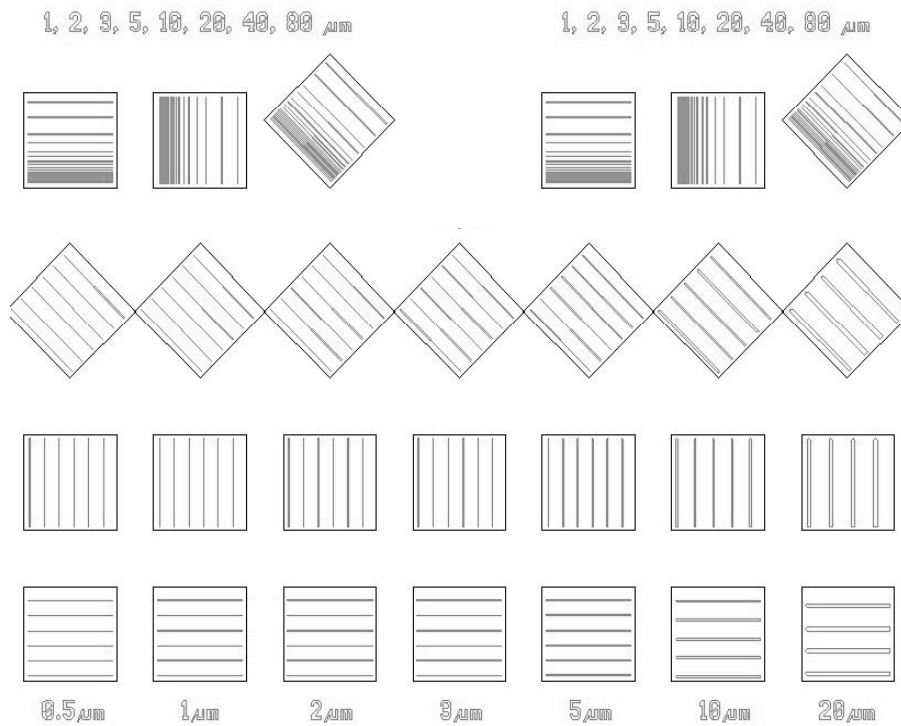 1, 2, 3, 5, 10, 20, 40, 80 µm
1, 2, 3, 5, 10, 20, 40, 80 µm
0.5µm 1µm 2µm 3µm 5µm 10µm 20µm